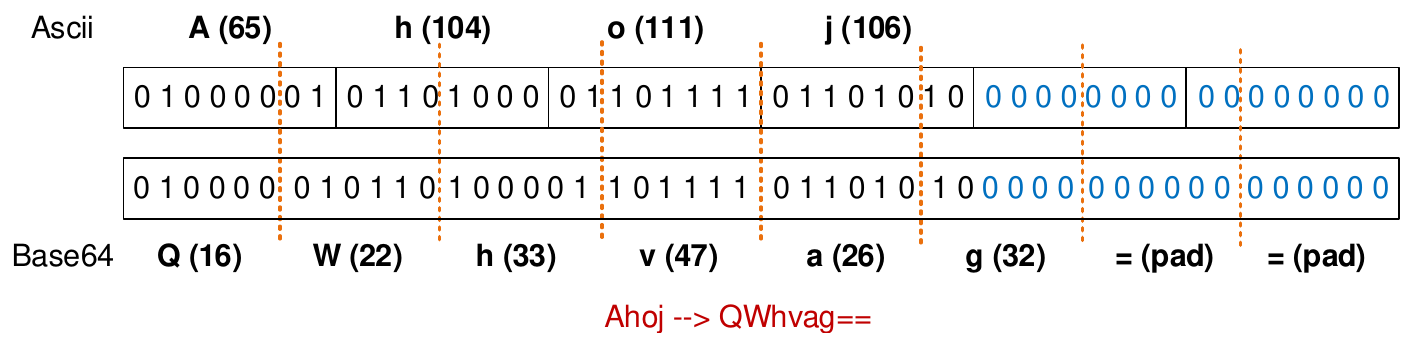 Ascii A (65) h (104) o (111) j (106)
0 1 0 0 0 0 0 1 0 1 1 0 1 0 0 0 0 1 1 0 1 1 1 1 0 1 1 0 1 0 1 0 0 0 0 0 0 0 0 0 0 0 0 0 0 0 0 0
0 1 0 0 0 0 0 1 0 1 1 0 1 0 0 0 0 1 1 0 1 1 1 1 0 1 1 0 1 0 1 0 0 0 0 0 0 0 0 0 0 0 0 0 0 0 0 0
Base64 Q (16) W (22) h (33) v (47) a (26) g (32) = (pad) = (pad)
Ahoj --> QWhvag==